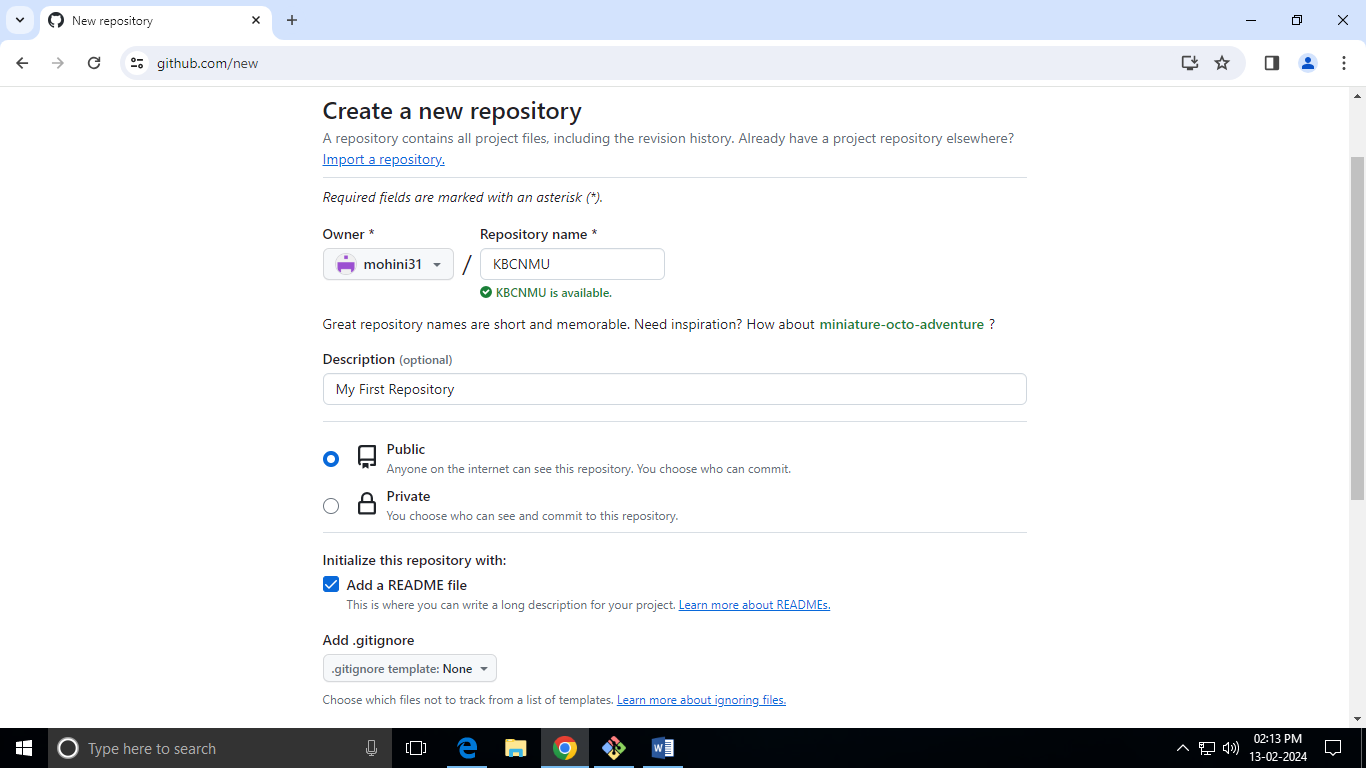 New repository
github.com/new
Create a new repository
A repository contains all project files, including the revision history. Already have a project repository elsewhere?
Import a repository.
Required fields are marked with an asterisk (*).
Owner * Repository name *
mohini31 / KBCNMU
KBCNMU is available.
Great repository names are short and memorable. Need inspiration? How about miniature-octo-adventure ?
Description (optional)
My First Repository
Public
Anyone on the internet can see this repository. You choose who can commit.
Private
You choose who can see and commit to this repository.
Initialize this repository with:
Add a README file
This is where you can write a long description for your project. Learn more about READMEs.
Add .gitignore
.gitignore template: None
Choose which files not to track from a list of templates. Learn more about ignoring files.
Type here to search
02:13 PM
13-02-2024